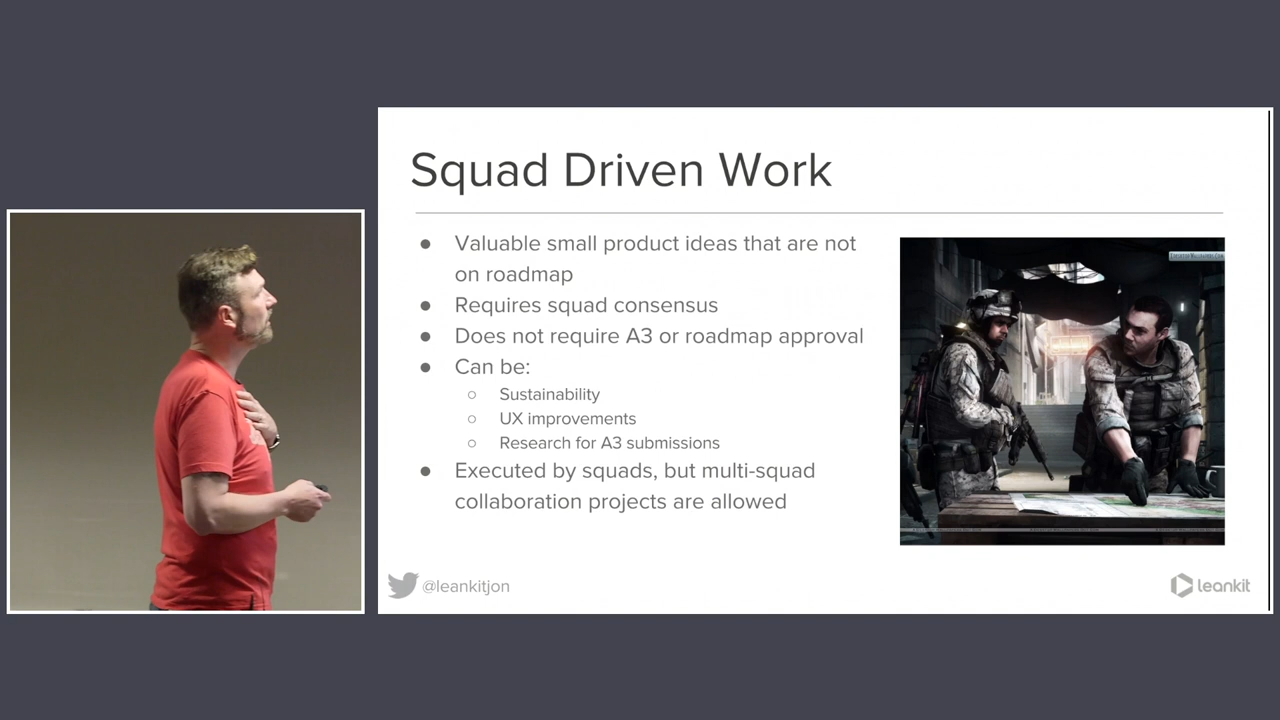 Squad Driven Work
● Valuable small product ideas that are not
on roadmap
● Requires squad consensus
● Does not require A3 or roadmap approval
● Can be:
○ Sustainability
○ UX improvements
○ Research for A3 submissions
● Executed by squads, but multi-squad
collaboration projects are allowed
@leankitjon
leankit